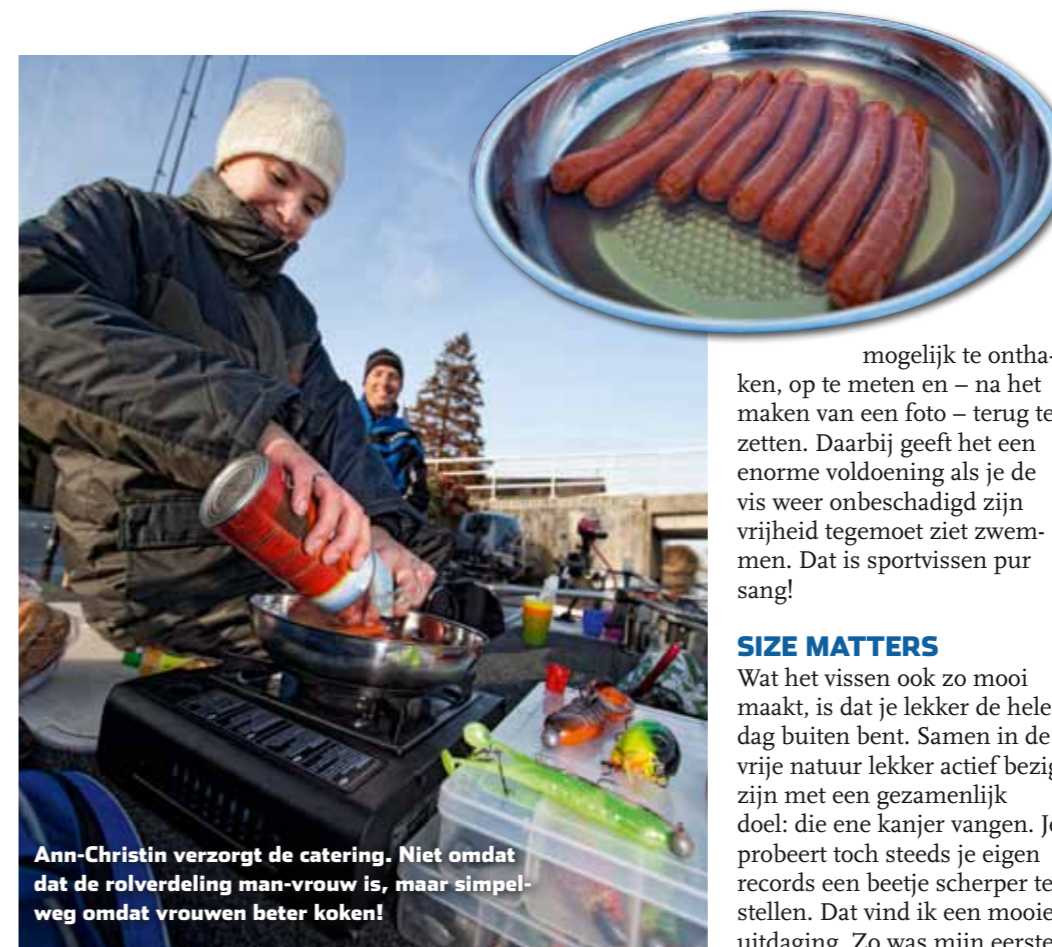 mogelijk te ontha-
ken, op te meten en – na het
maken van een foto – terug te
zetten. Daarbij geeft het een
enorme voldoening als je de
vis weer onbeschadigd zijn
vrijheid tegemoet ziet zwem-
men. Dat is sportvissen pur
sang!
SIZE MATTERS
Wat het vissen ook zo mooi
maakt, is dat je lekker de hele
dag buiten bent. Samen in de
vrije natuur lekker actief bezig
zijn met een gezamenlijk
doel: die ene kanjer vangen. Je
probeert toch steeds je eigen
records een beetje scherper te
stellen. Dat vind ik een mooie
uitdaging. Zo was mijn eerste
Ann-Christin verzorgt de catering. Niet omdat
dat de rolverdeling man-vrouw is, maar simpel-
weg omdat vrouwen beter koken!